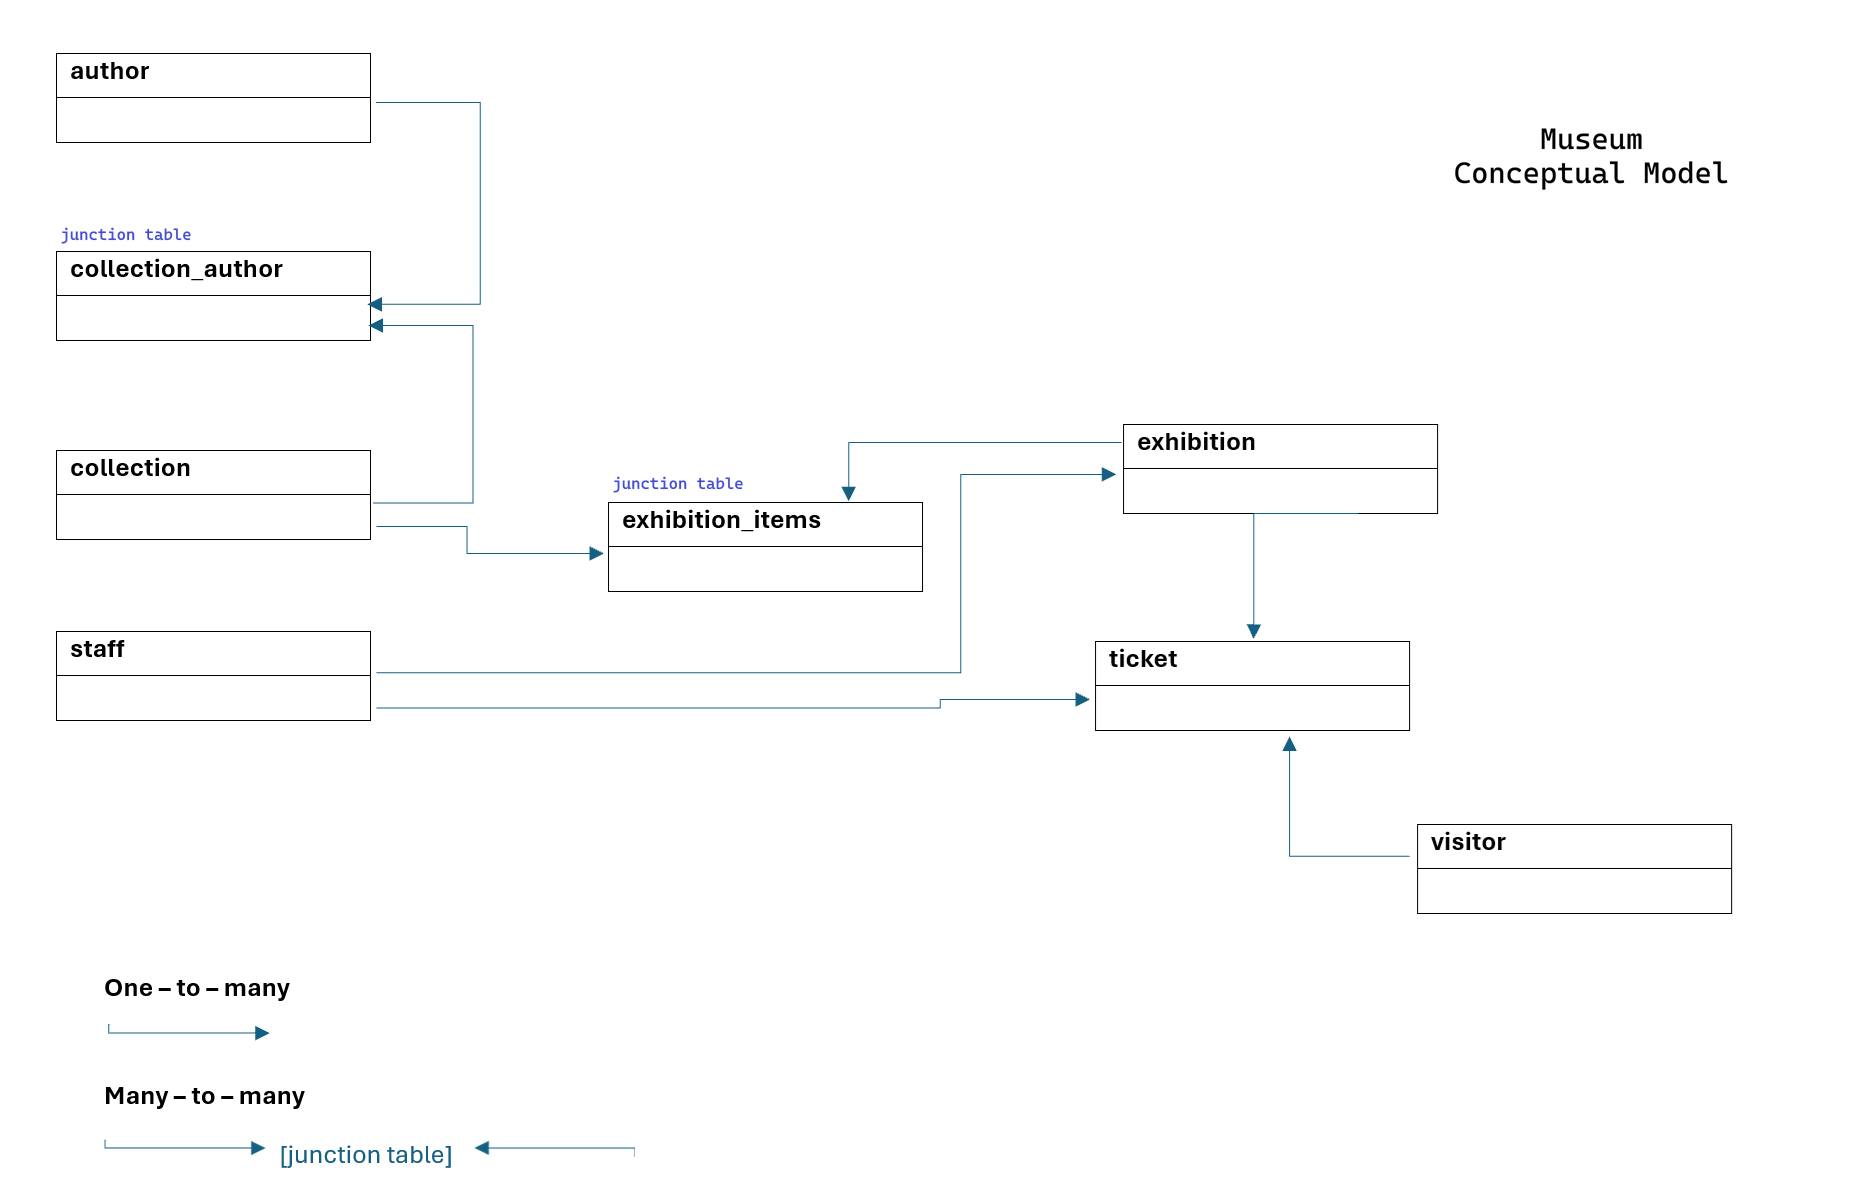 author
Museum
Conceptual Model
junction table
collection_author
collection
exhibition
junction table
exhibition_items
staff
ticket
visitor
One – to – many
Many – to – many
[junction table]